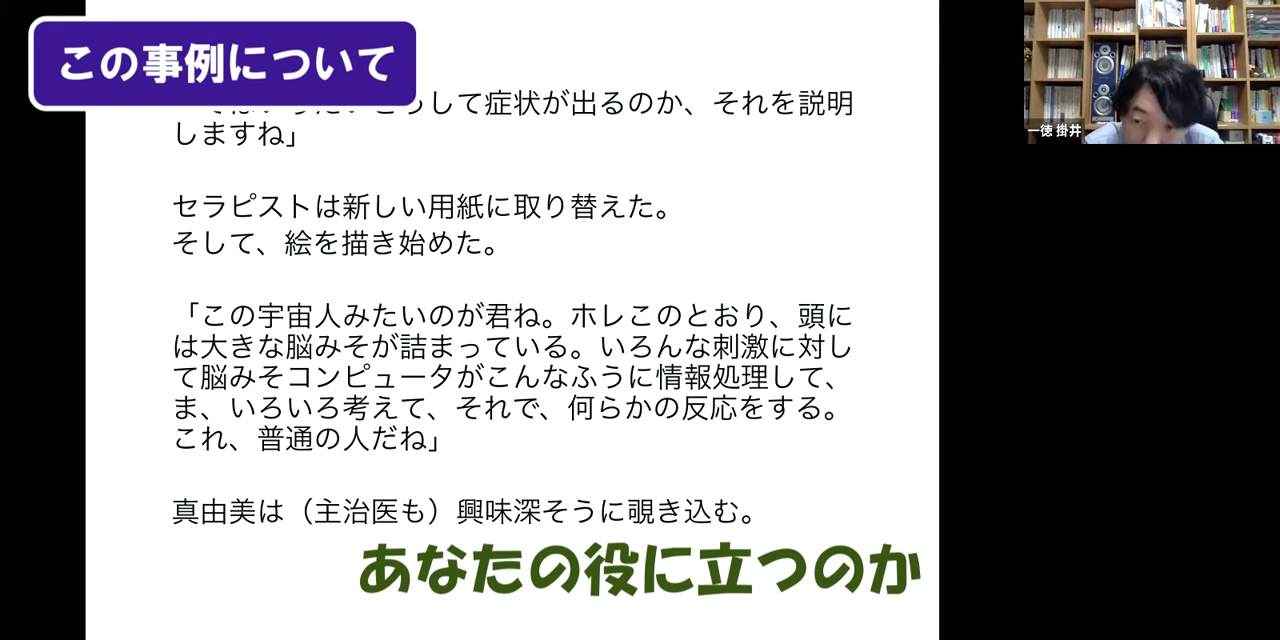 この事例について
して症状が出るのか、それを説明
しますね」
一徳 掛井
セラピストは新しい用紙に取り替えた。
そして、絵を描き始めた。
「この宇宙人みたいのが君ね。ホレこのとおり、頭に
は大きな脳みそが詰まっている。いろんな刺激に対し
て脳みそコンピュータがこんなふうに情報処理して、
ま、いろいろ考えて、それで、何らかの反応をする。
これ、普通の人だね」
真由美は（主治医も）興味深そうに覗き込む。
あなたの役に立つのか